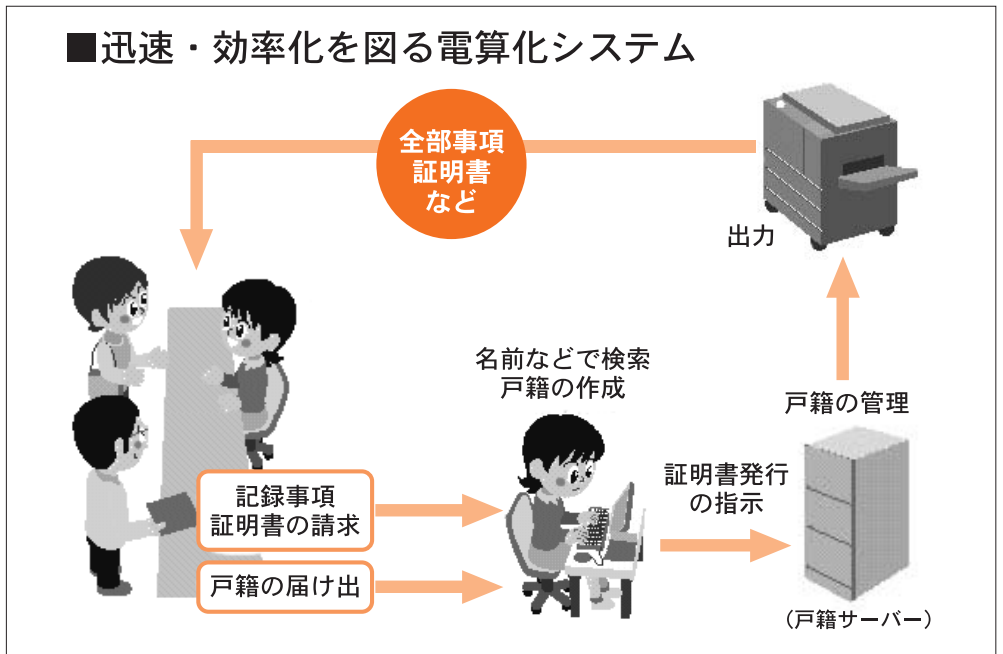 ■迅速・効率化を図る電算化システム
全部事項
証明書
など
出力
名前などで検索
戸籍の作成
戸籍の管理
証明書発行
の指示
記録事項
証明書の請求
戸籍の届け出
（戸籍サーバー）